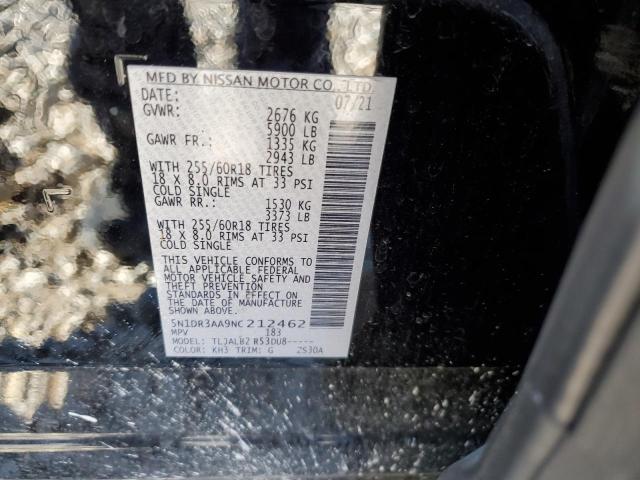 MFD BY NISSAN MOTOR CO., LTD.
DATE: 07/21
GVWR: 2676 KG
5900 LB
GAWR FR.: 1335 KG
2943 LB
WITH 255/60R18 TIRES
18 X 8.0 RIMS AT 33 PSI
COLD SINGLE
GAWR RR.: 1530 KG
3373 LB
WITH 255/60R18 TIRES
18 X 8.0 RIMS AT 33 PSI
COLD SINGLE
THIS VEHICLE CONFORMS TO
ALL APPLICABLE FEDERAL
MOTOR VEHICLE SAFETY AND
THEFT PREVENTION
STANDARDS IN EFFECT ON
THE DATE OF MANUFACTURE
SHOWN ABOVE.
5N1DR3AA9NC212462
MPV 183
MODEL: TLJALB2 R53DU8-----
COLOR: KH3 TRIM: G ZS30A